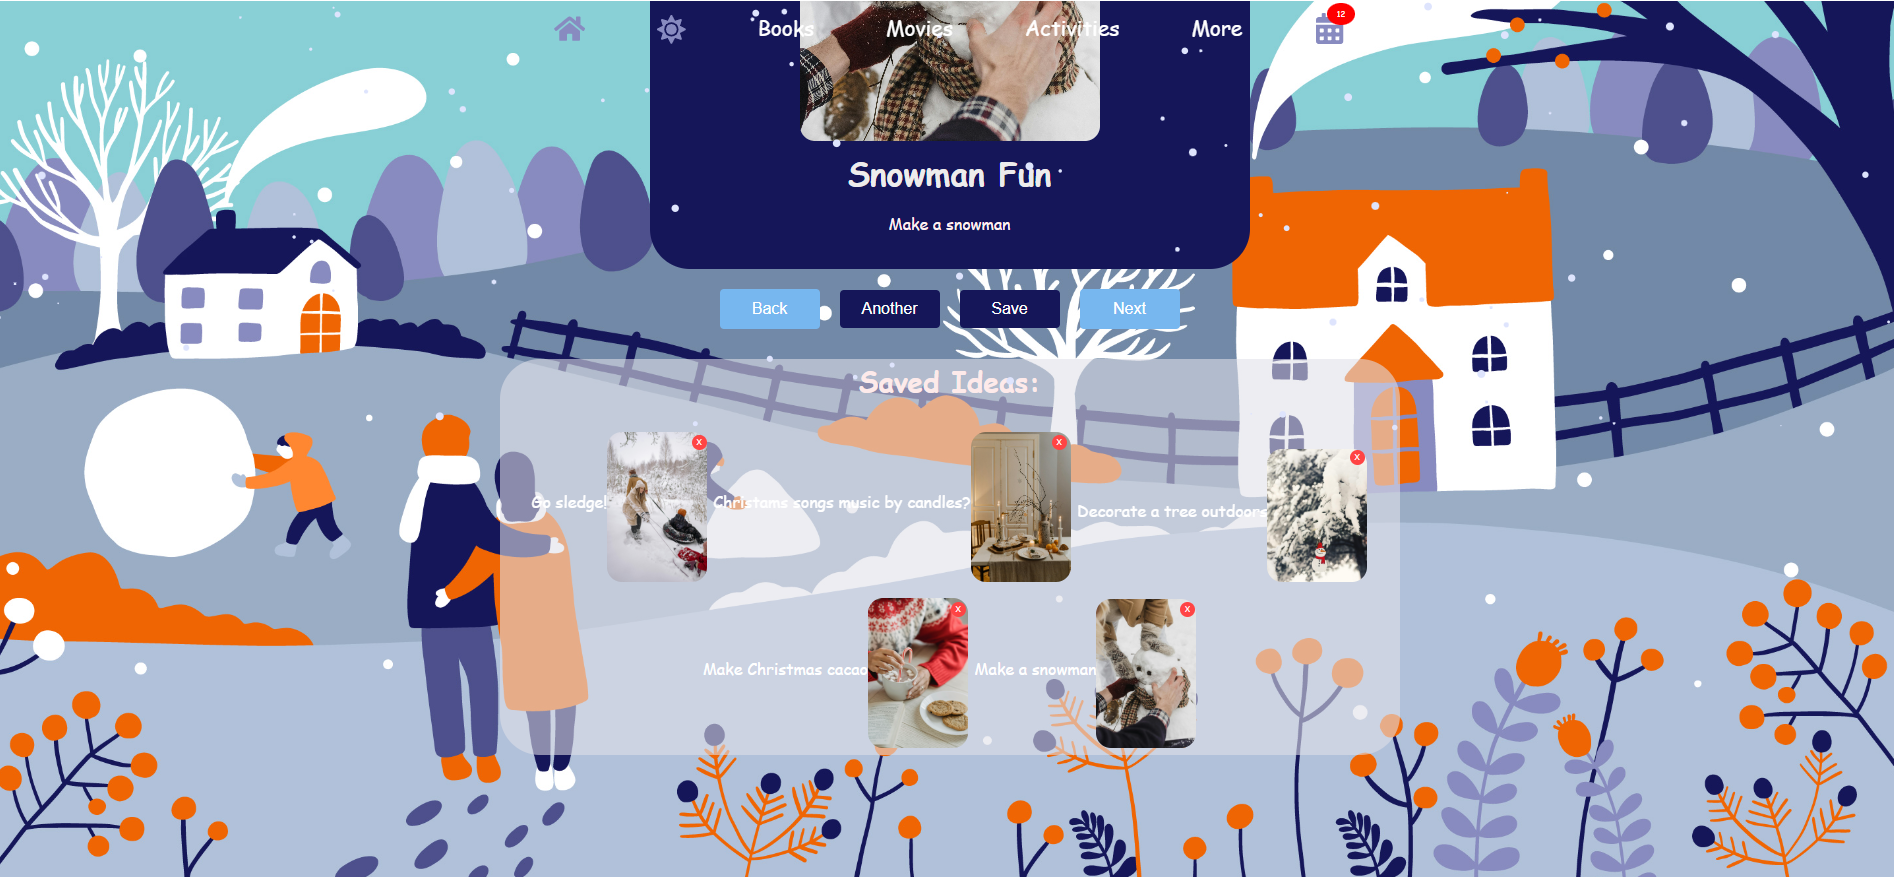 Books Movies Activities More 12
Snowman Fun
Make a snowman
Back Another Save Next
Saved Ideas:
x x x
Go sledge! Christams songs music by candles? Decorate a tree outdoors
x x
Make Christmas cacao Make a snowman